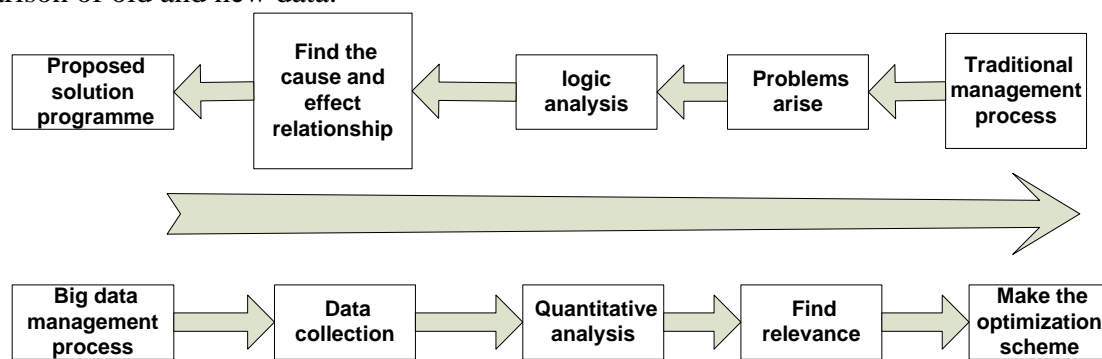 arison of old and new data.
Proposed
solution
programme
Find the
cause and
effect
relationship
logic
analysis
Problems
arise
Traditional
management
process
Big data
management
process
Data
collection
Quantitative
analysis
Find
relevance
Make the
optimization
scheme